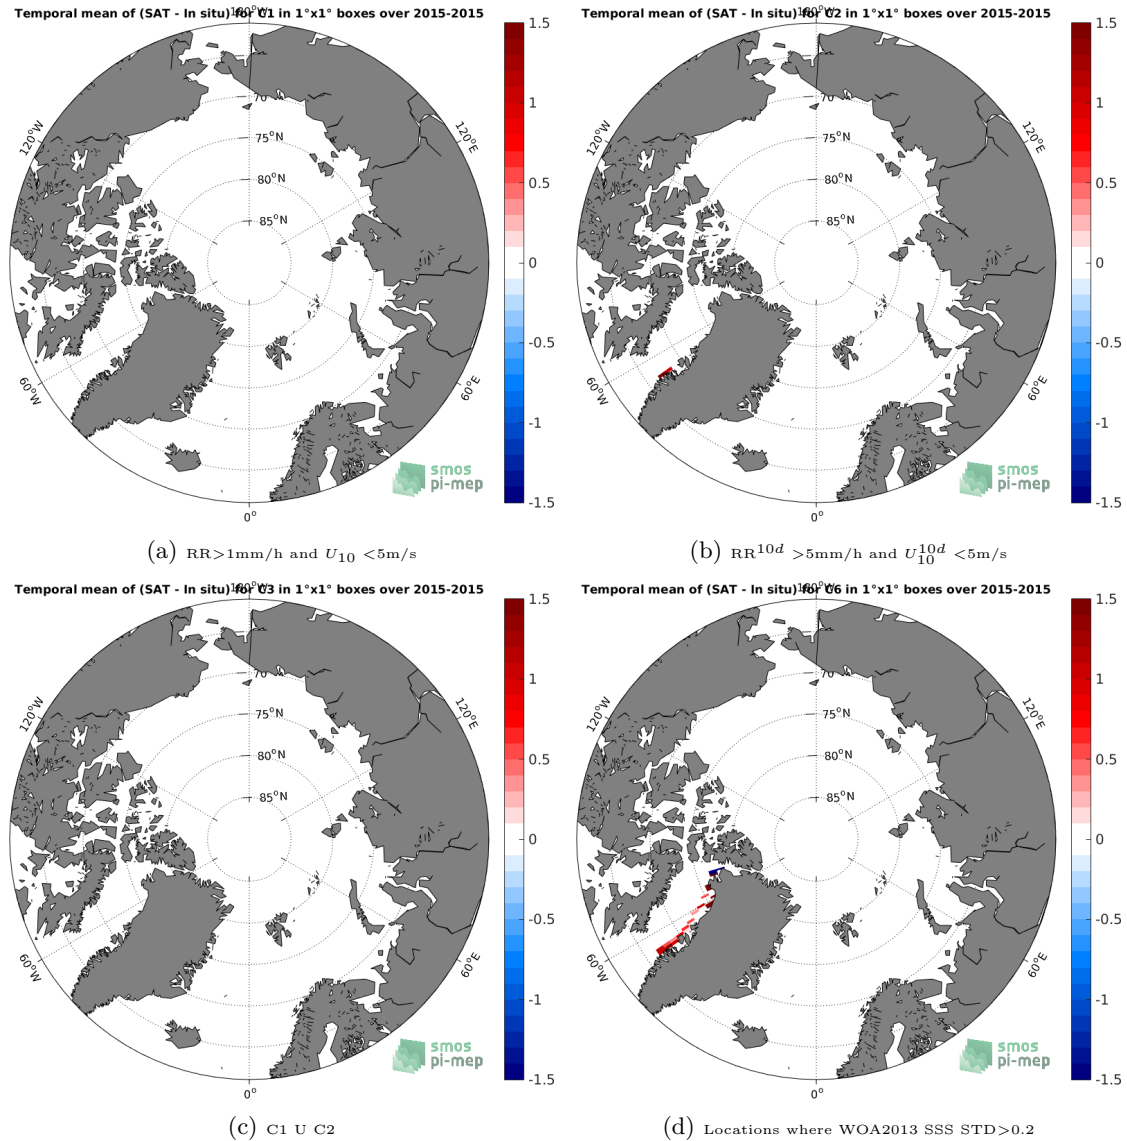 Temporal mean of (SAT - In situ) for C1 in 1°x1° boxes over 2015-2015
180°W
120°W
120°E
60°W
60°E
0°
70
75°N
80°N
85°N
1.5
1
0.5
0
-0.5
-1
-1.5
smos
pi-mep
(a) RR>1mm/h and U10 <5m/s
Temporal mean of (SAT - In situ) for C2 in 1°x1° boxes over 2015-2015
180°W
120°W
120°E
60°W
60°E
0°
70
75°N
80°N
85°N
1.5
1
0.5
0
-0.5
-1
-1.5
smos
pi-mep
(b) RR^10d >5mm/h and U10^10d <5m/s
Temporal mean of (SAT - In situ) for C3 in 1°x1° boxes over 2015-2015
180°W
120°W
120°E
60°W
60°E
0°
70
75°N
80°N
85°N
1.5
1
0.5
0
-0.5
-1
-1.5
smos
pi-mep
(c) C1 U C2
Temporal mean of (SAT - In situ) for C6 in 1°x1° boxes over 2015-2015
180°W
120°W
120°E
60°W
60°E
0°
70
75°N
80°N
85°N
1.5
1
0.5
0
-0.5
-1
-1.5
smos
pi-mep
(d) Locations where WOA2013 SSS STD>0.2